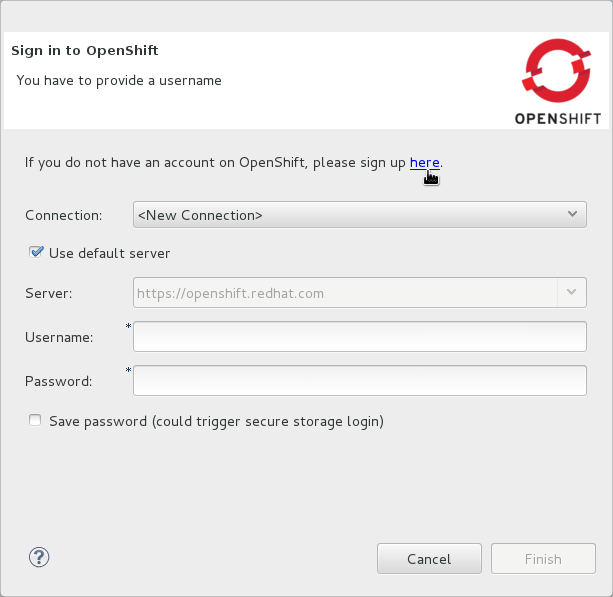 Sign in to OpenShift
You have to provide a username
OPENSHIFT
If you do not have an account on OpenShift, please sign up here.
Connection: <New Connection>
Use default server
Server: https://openshift.redhat.com
Username: *
Password: *
Save password (could trigger secure storage login)
? Cancel Finish